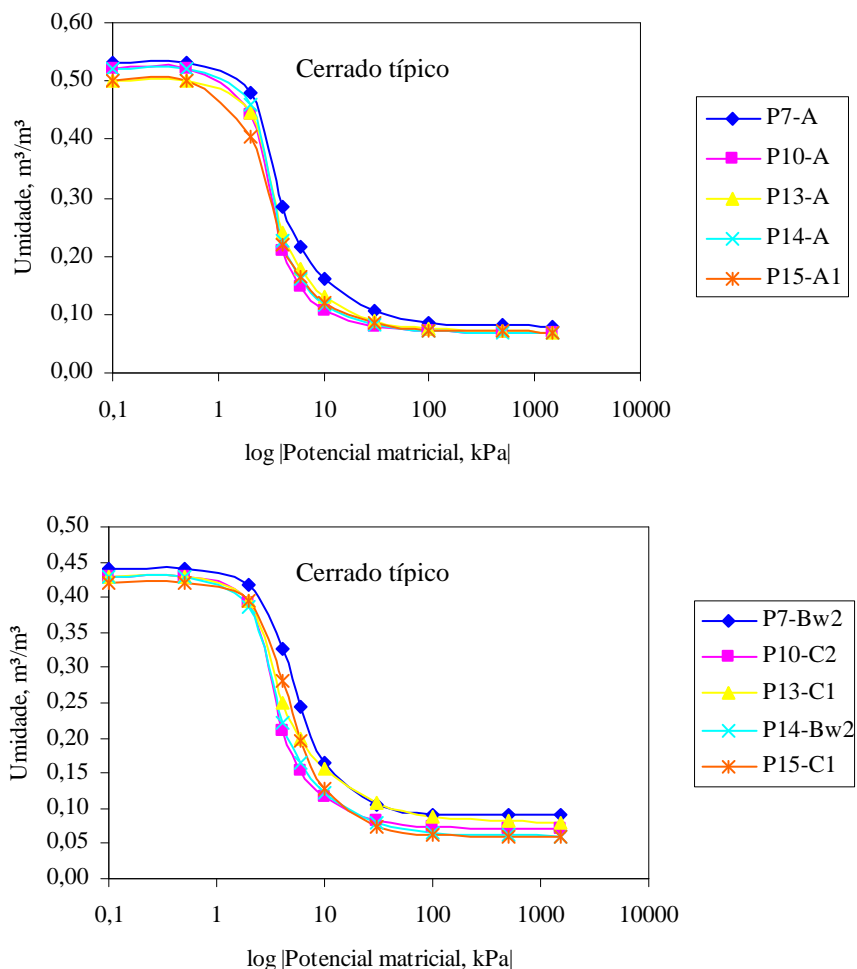 0,60
Cerrado típico
0,50
0,40
0,30
0,20
0,10
0,00
Umidade, m³/m³
0,1 1 10 100 1000 10000
log |Potencial matricial, kPa|
P7-A
P10-A
P13-A
P14-A
P15-A1
0,50
0,45
Cerrado típico
0,40
0,35
0,30
0,25
0,20
0,15
0,10
0,05
0,00
Umidade, m³/m³
0,1 1 10 100 1000 10000
log |Potencial matricial, kPa|
P7-Bw2
P10-C2
P13-C1
P14-Bw2
P15-C1